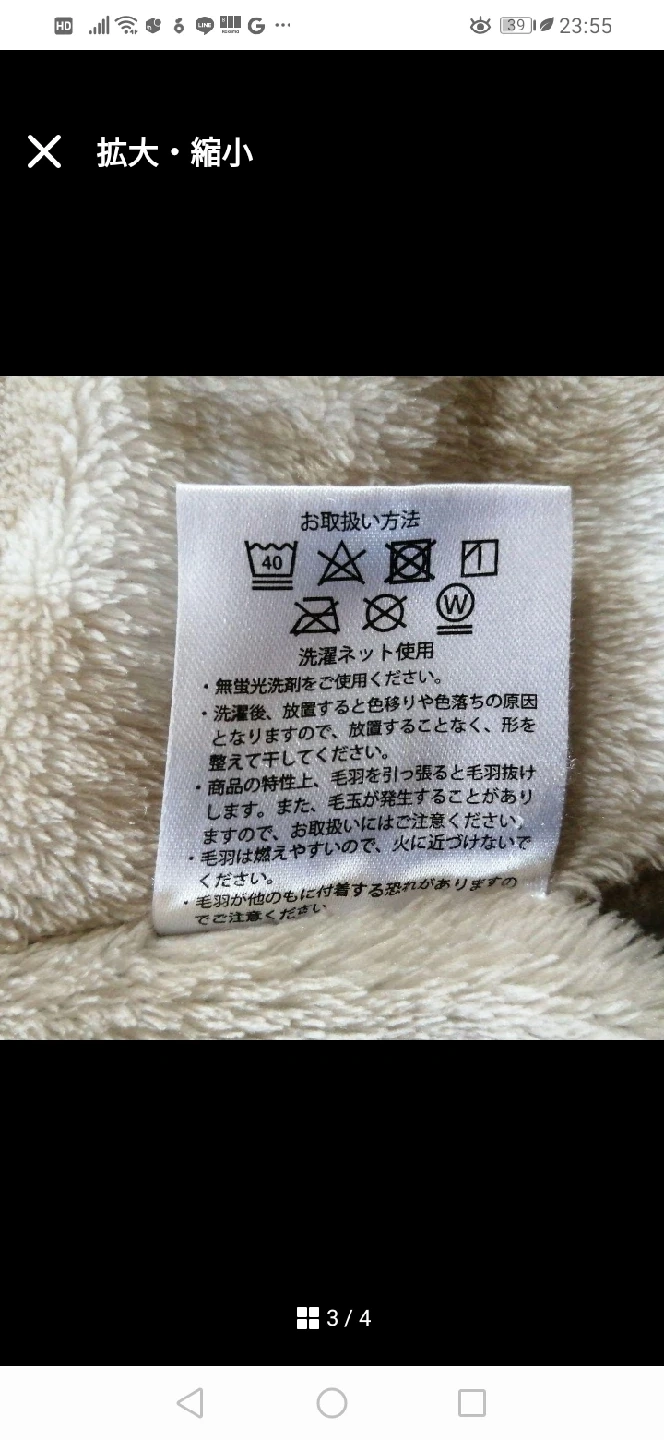 HD
LINE
39
23:55
拡大・縮小
お取扱い方法
40
W
洗濯ネット使用
・無蛍光洗剤をご使用ください。
・洗濯後、放置すると色移りや色落ちの原因
となりますので、放置することなく、形を
整えて干してください。
・商品の特性上、毛羽を引っ張ると毛羽抜け
します。また、毛玉が発生することがあり
ますので、お取扱いにはご注意ください。
・毛羽は燃えやすいので、火に近づけないで
ください。
・毛羽が他のもに付着する恐れがありますの
でご注意ください
3 / 4